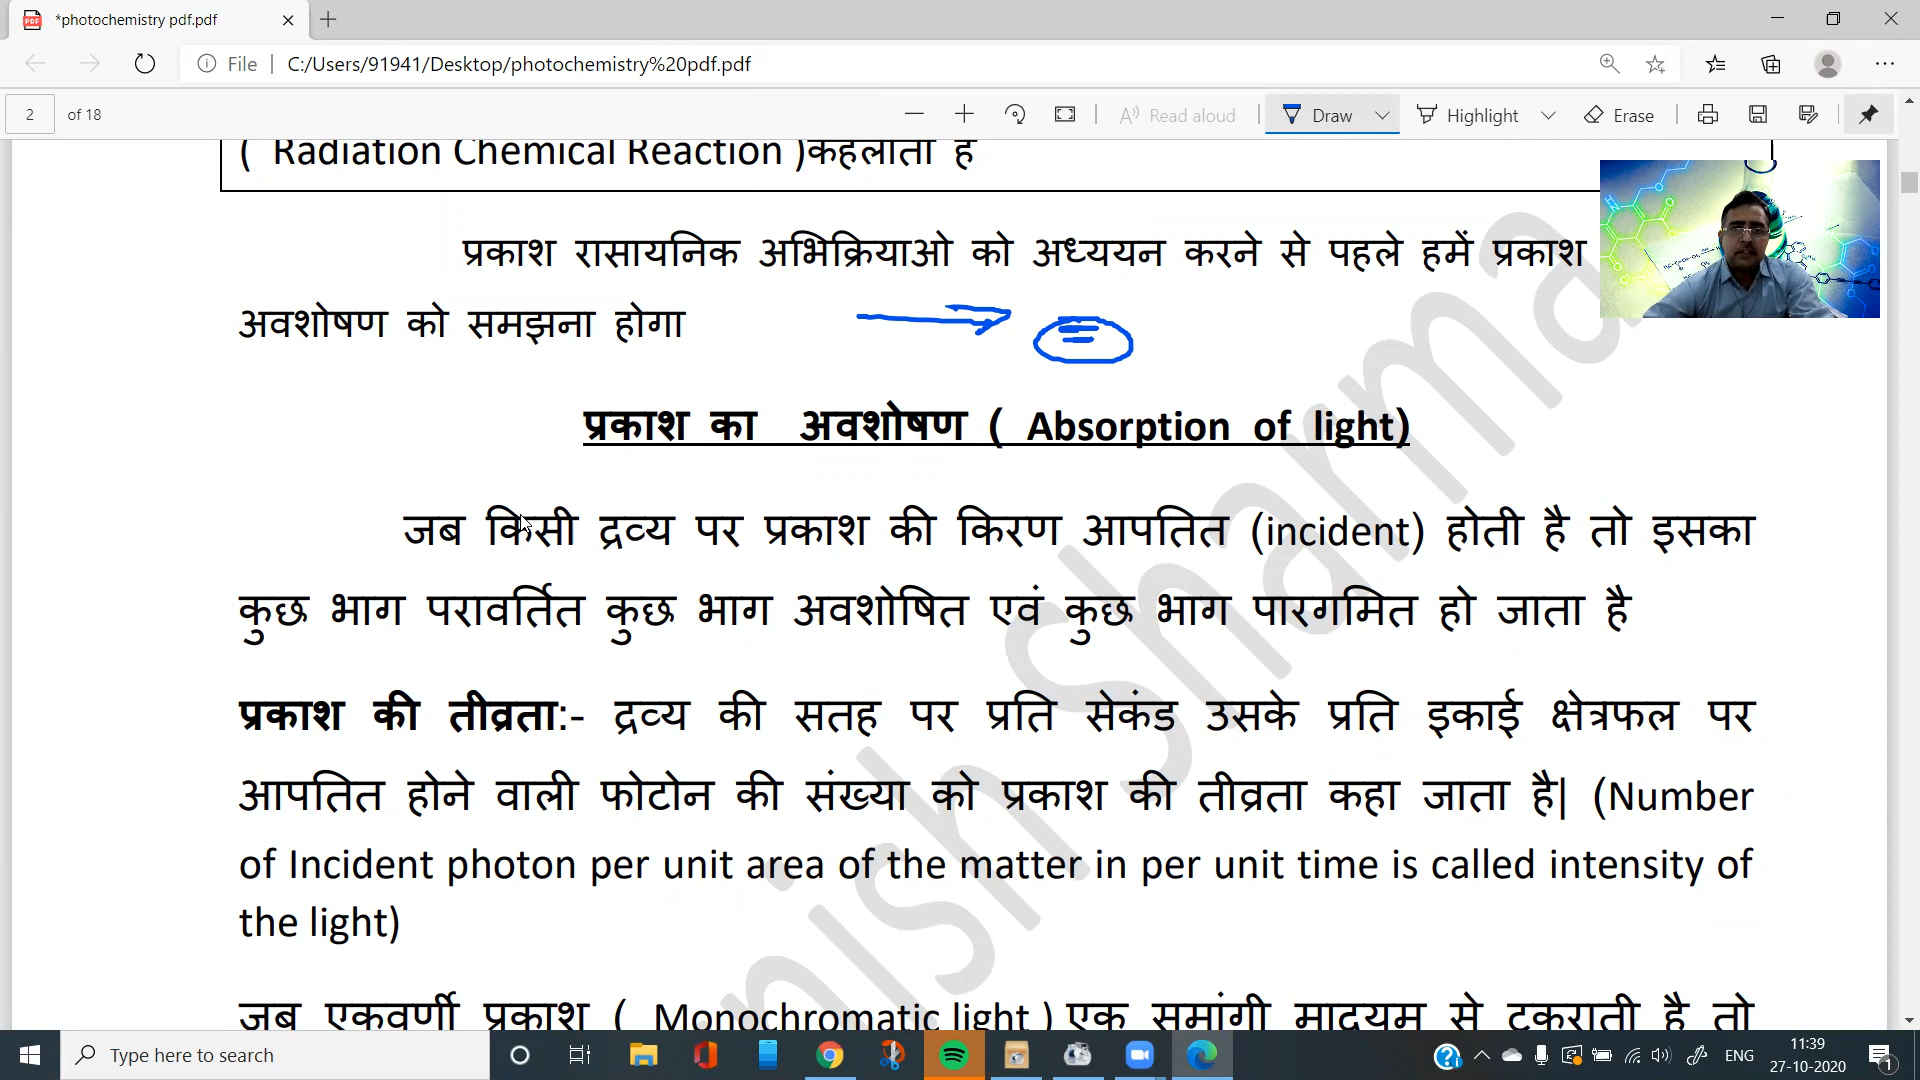 *photochemistry pdf.pdf
File | C:/Users/91941/Desktop/photochemistry%20pdf.pdf
2 of 18 Read aloud Draw Highlight Erase
( Radiation Chemical Reaction )कहलाती है
प्रकाश रासायनिक अभिक्रियाओ को अध्ययन करने से पहले हमें प्रकाश
अवशोषण को समझना होगा
प्रकाश का अवशोषण ( Absorption of light)
जब किसी द्रव्य पर प्रकाश की किरण आपतित (incident) होती है तो इसका
कुछ भाग परावर्तित कुछ भाग अवशोषित एवं कुछ भाग पारगमित हो जाता है
प्रकाश की तीव्रता:- द्रव्य की सतह पर प्रति सेकंड उसके प्रति इकाई क्षेत्रफल पर
आपतित होने वाली फोटोन की संख्या को प्रकाश की तीव्रता कहा जाता है| (Number
of Incident photon per unit area of the matter in per unit time is called intensity of
the light)
जब एकवर्णी प्रकाश ( Monochromatic light ) एक समांगी माद्यम से टकराती है तो
nish Sharma
Type here to search
ENG
11:39
27-10-2020
1